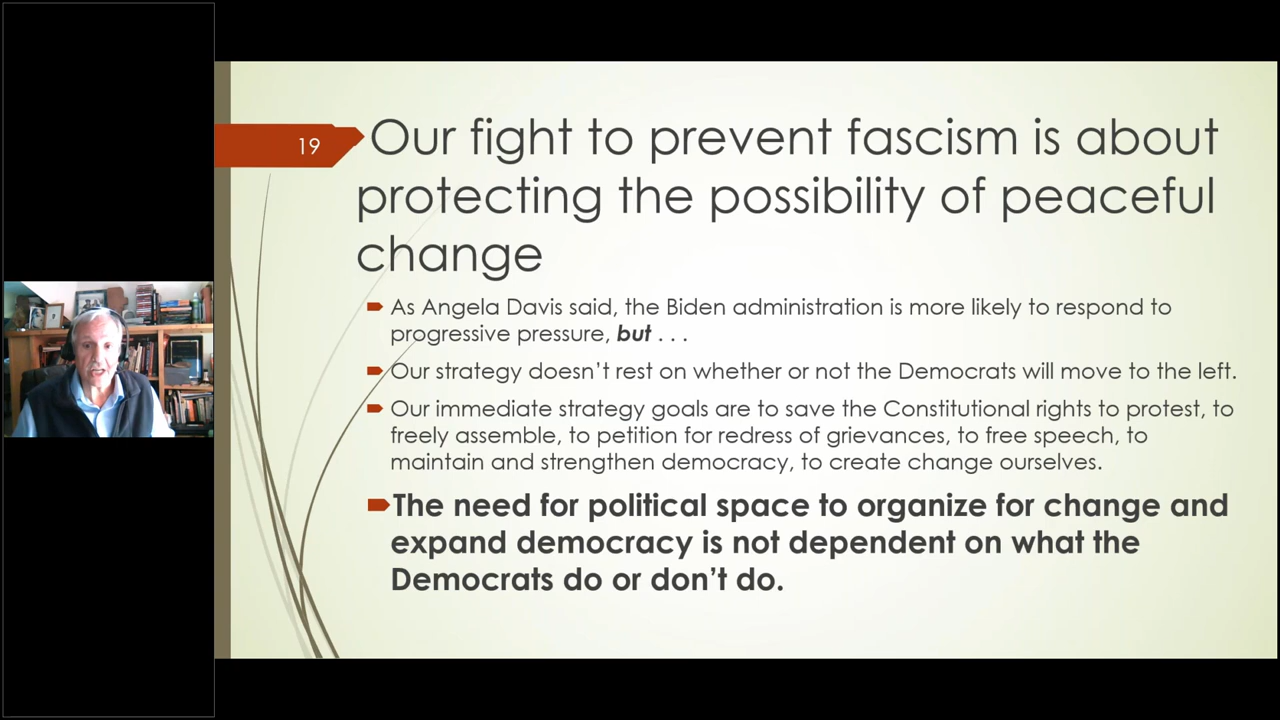 19
Our fight to prevent fascism is about
protecting the possibility of peaceful
change
As Angela Davis said, the Biden administration is more likely to respond to
progressive pressure, but . . .
Our strategy doesn’t rest on whether or not the Democrats will move to the left.
Our immediate strategy goals are to save the Constitutional rights to protest, to
freely assemble, to petition for redress of grievances, to free speech, to
maintain and strengthen democracy, to create change ourselves.
The need for political space to organize for change and
expand democracy is not dependent on what the
Democrats do or don’t do.